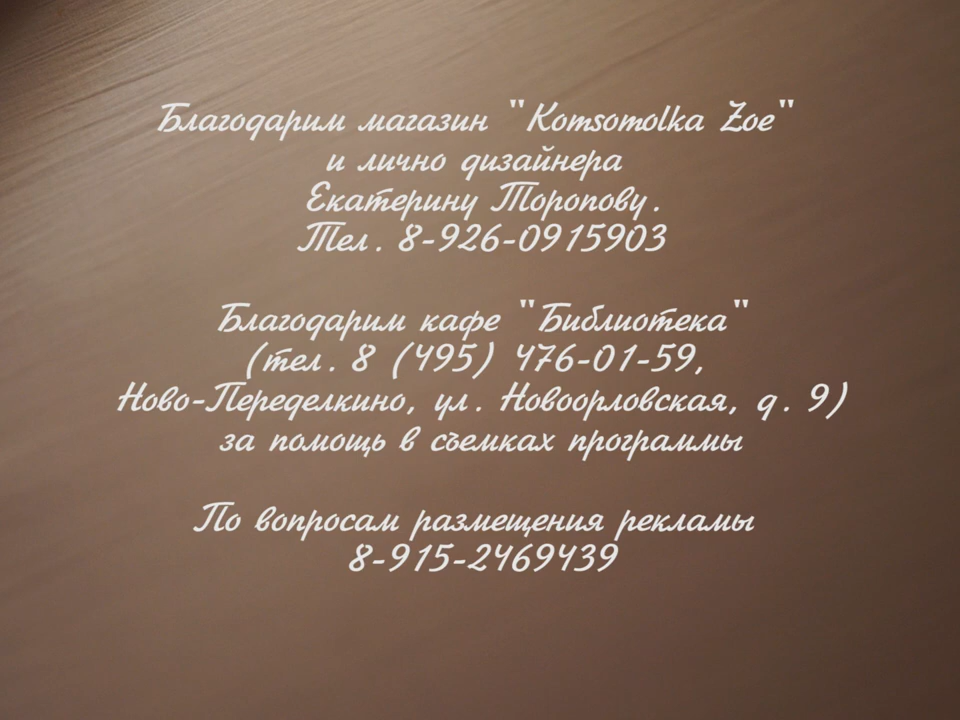 Благодарим магазин "Komsomolka Zoe"
и лично дизайнера
Екатерину Торопову.
Тел. 8-926-0915903
Благодарим кафе "Библиотека"
(тел. 8 (495) 476-01-59,
Ново-Переделкино, ул. Новоорловская, д. 9)
за помощь в съемках программы
По вопросам размещения рекламы
8-915-2469439